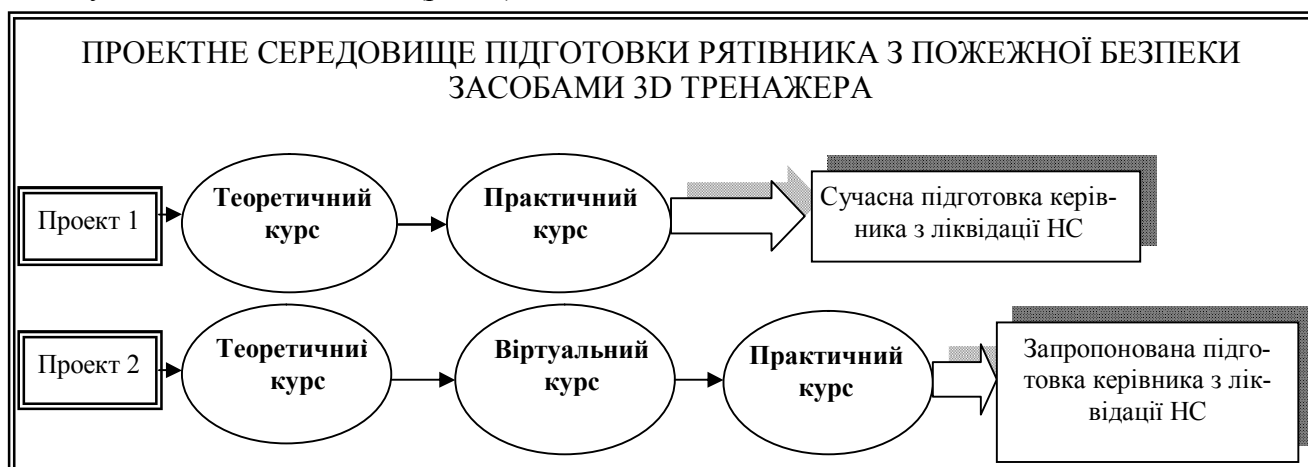 ПРОЕКТНЕ СЕРЕДОВИЩЕ ПІДГОТОВКИ РЯТІВНИКА З ПОЖЕЖНОЇ БЕЗПЕКИ
ЗАСОБАМИ 3D ТРЕНАЖЕРА
Проект 1
Теоретичний
курс
Практичний
курс
Сучасна підготовка керів-
ника з ліквідації НС
Проект 2
Теоретичний
курс
Віртуальний
курс
Практичний
курс
Запропонована підго-
товка керівника з лік-
відації НС